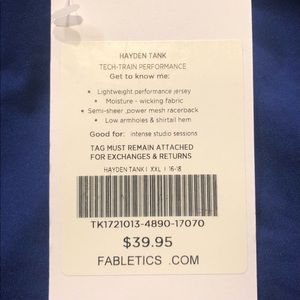 HAYDEN TANK
TECH-TRAIN PERFORMANCE
Get to know me:
• Lightweight performance jersey
• Moisture - wicking fabric
• Semi-sheer ,power mesh racerback
• Low armholes & shirtail hem
Good for: intense studio sessions
TAG MUST REMAIN ATTACHED
FOR EXCHANGES & RETURNS
HAYDEN TANK | XXL | 16-18
TK1721013-4890-17070
$39.95
FABLETICS .COM